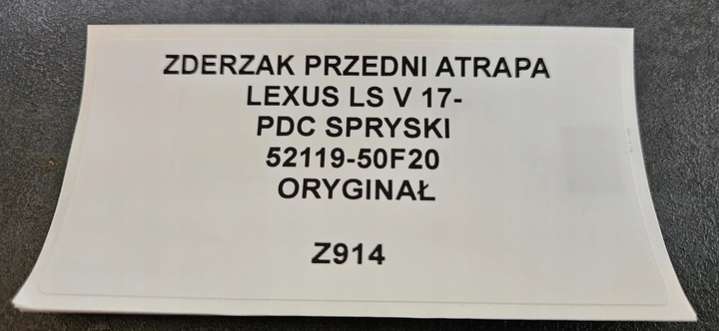 ZDERZAK PRZEDNI ATRAPA
LEXUS LS V 17-
PDC SPRYSKI
52119-50F20
ORYGINAŁ
Z914